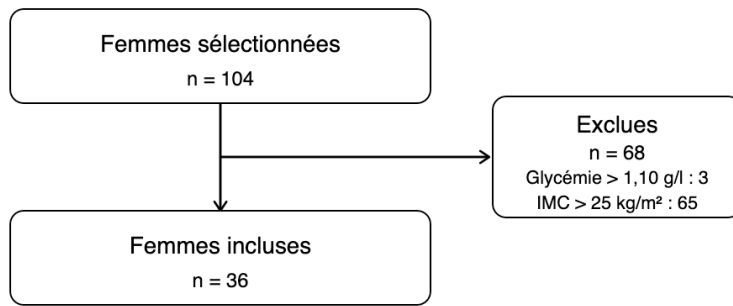 Femmes sélectionnées
n = 104
Exclues
n = 68
Glycémie > 1,10 g/l : 3
IMC > 25 kg/m² : 65
Femmes incluses
n = 36